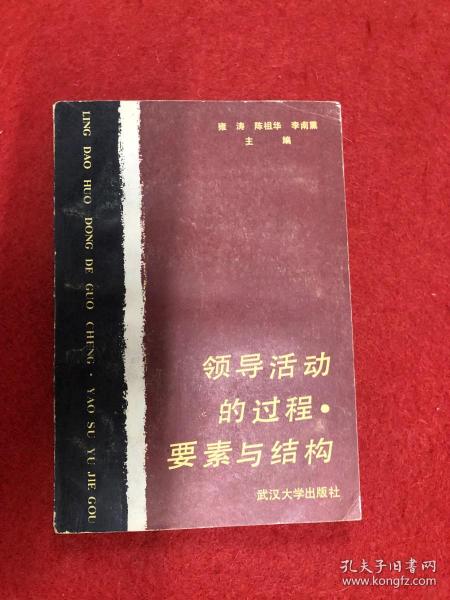 雍涛 陈祖华 李南熏
主编
LING DAO HUO DONG DE GUO CHENG · YAO SU YU JIE GOU
领导活动
的过程·
要素与结构
武汉大学出版社
孔夫子旧书网
www.kongfz.com